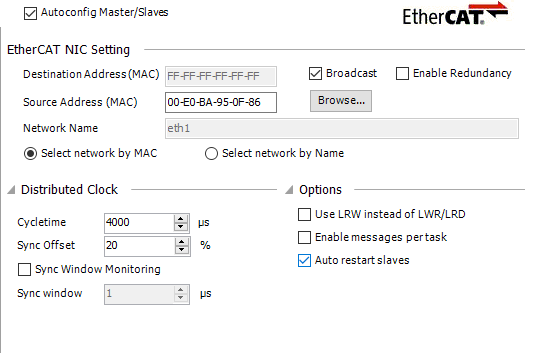 Autoconfig Master/Slaves
EtherCAT.
EtherCAT NIC Setting
Destination Address (MAC) FF-FF-FF-FF-FF-FF Broadcast Enable Redundancy
Source Address (MAC) 00-E0-BA-95-0F-86 Browse...
Network Name eth1
Select network by MAC Select network by Name
Distributed Clock
Cycletime 4000 µs
Sync Offset 20 %
Sync Window Monitoring
Sync window 1 µs
Options
Use LRW instead of LWR/LRD
Enable messages per task
Auto restart slaves